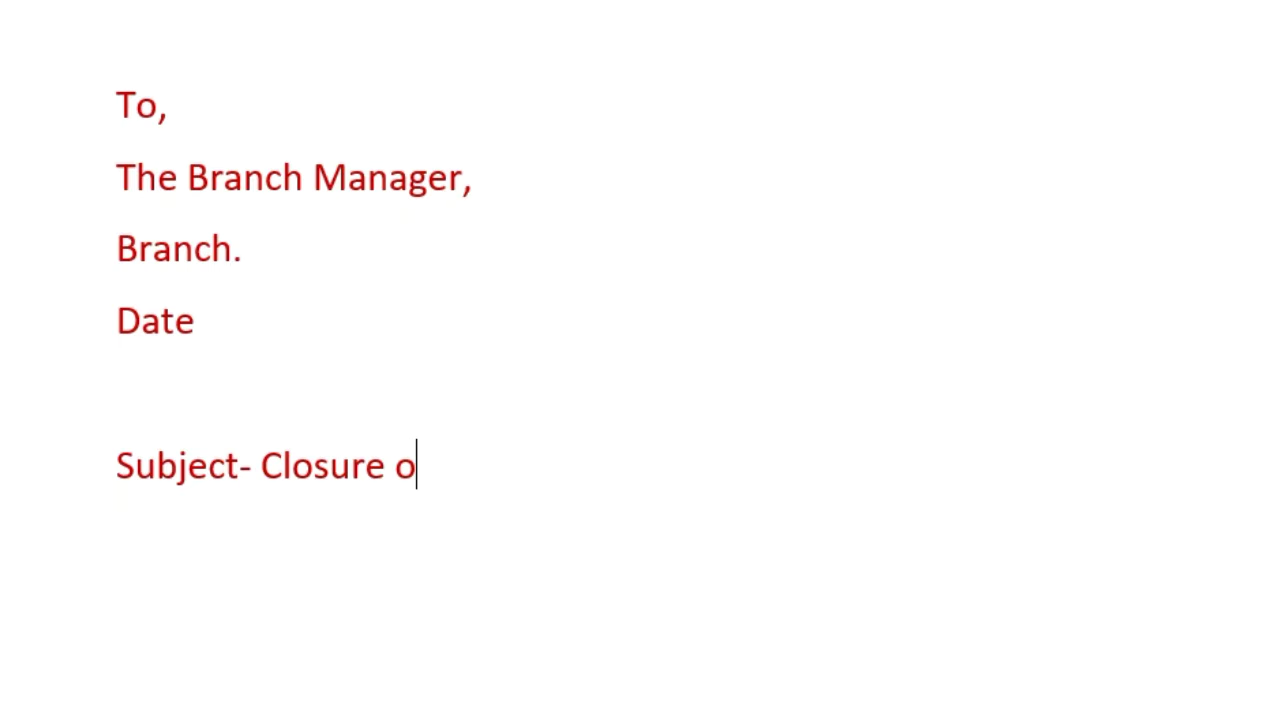 To,
The Branch Manager,
Branch.
Date
Subject- Closure o